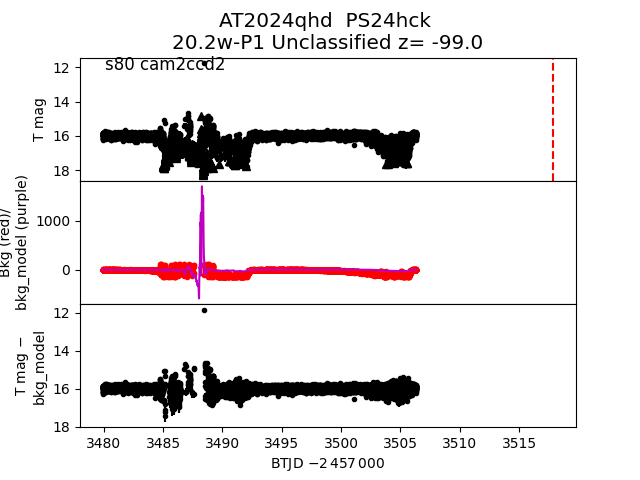 AT2024qhd  PS24hck
20.2w-P1 Unclassified z= -99.0
s80 cam2ccd2
12
14
16
18
T mag
1000
0
Bkg (red)/
bkg_model (purple)
12
14
16
18
T mag −
bkg_model
3480 3485 3490 3495 3500 3505 3510 3515
BTJD −2 457 000